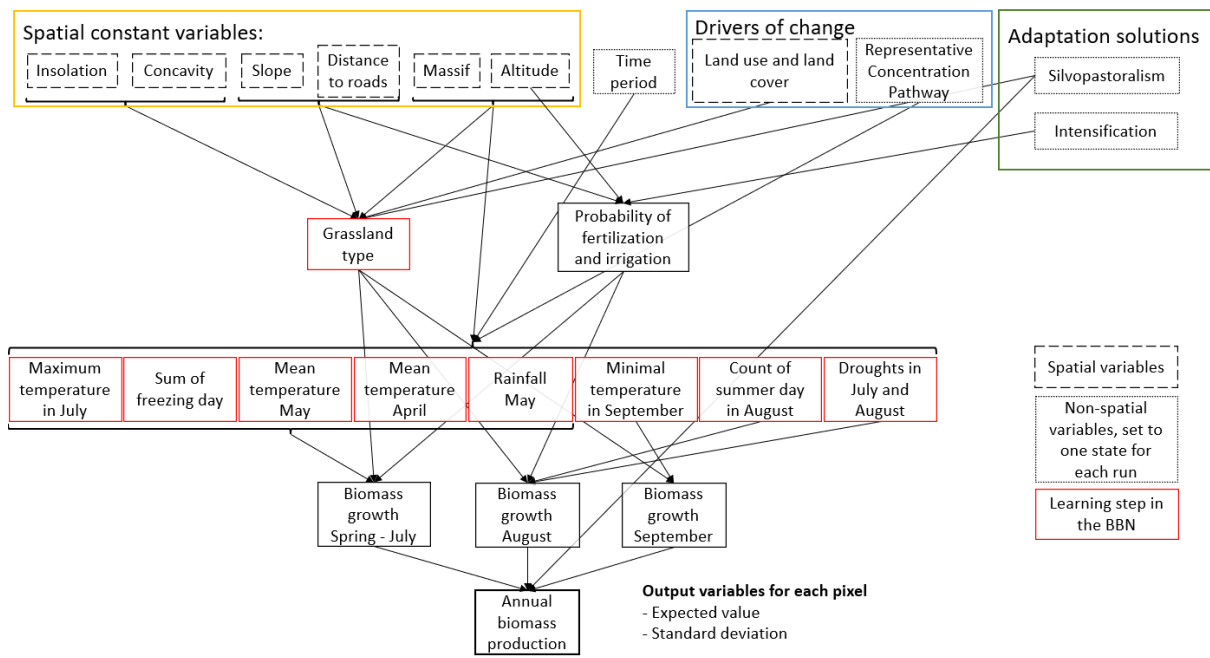 Spatial constant variables:
Insolation
Concavity
Slope
Distance
to roads
Massif
Altitude
Time
period
Drivers of change
Land use and land
cover
Representative
Concentration
Pathway
Adaptation solutions
Silvopastoralism
Intensification
Grassland
type
Probability of
fertilization
and irrigation
Maximum
temperature
in July
Sum of
freezing day
Mean
temperature
May
Mean
temperature
April
Rainfall
May
Minimal
temperature
in September
Count of
summer day
in August
Droughts in
July and
August
Spatial variables
Non-spatial
variables, set to
one state for
each run
Learning step in
the BBN
Biomass
growth
Spring - July
Biomass
growth
August
Biomass
growth
September
Annual
biomass
production
Output variables for each pixel
- Expected value
- Standard deviation